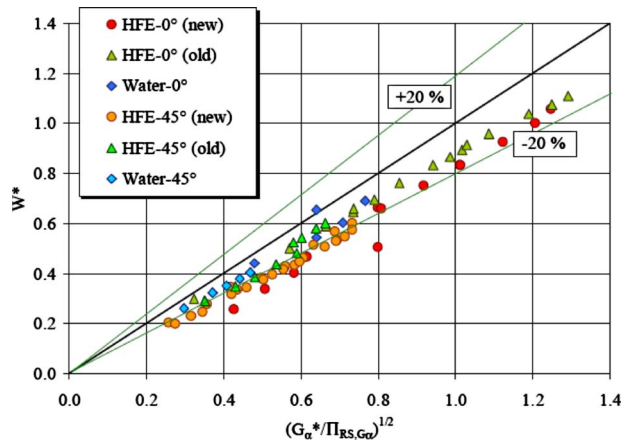 1.4
1.2
1.0
0.8
0.6
0.4
0.2
0.0
W*
HFE-0° (new)
HFE-0° (old)
Water-0°
HFE-45° (new)
HFE-45° (old)
Water-45°
+20 %
-20 %
0.0 0.2 0.4 0.6 0.8 1.0 1.2 1.4
(Gα*/ΠRS,Gα)1/2